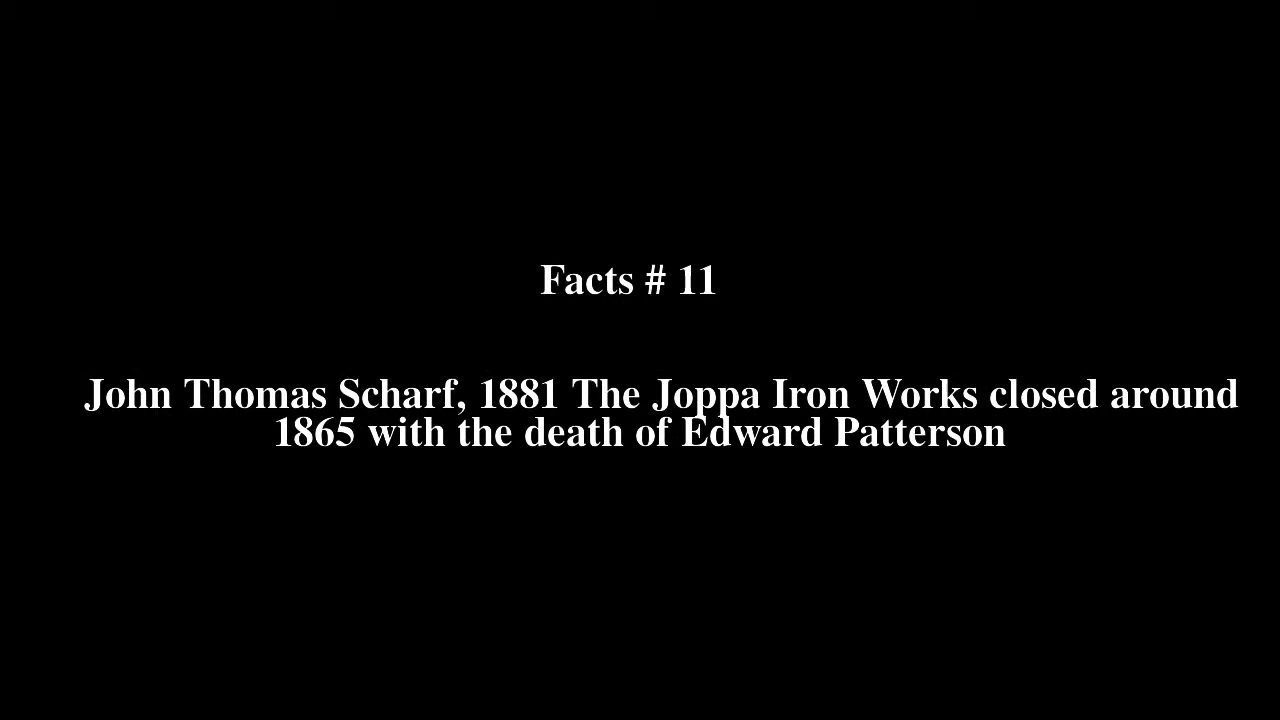 Facts # 11
John Thomas Scharf, 1881 The Joppa Iron Works closed around
1865 with the death of Edward Patterson